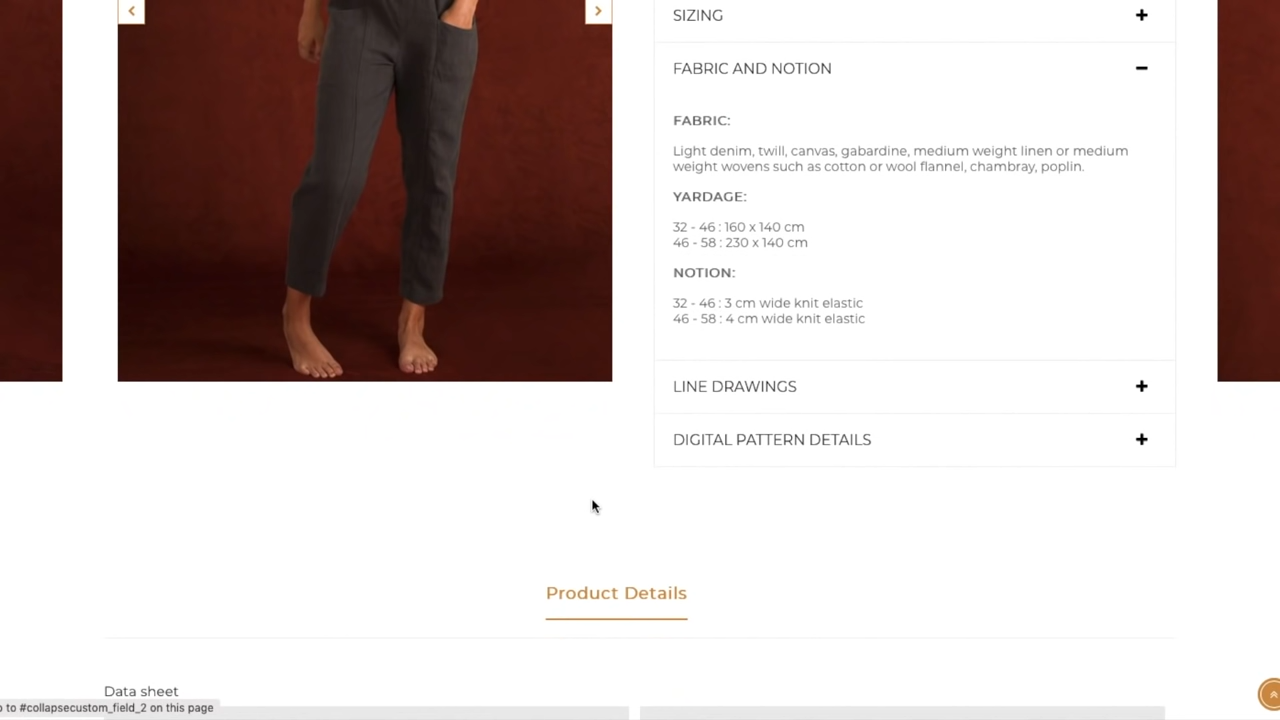 SIZING
FABRIC AND NOTION
FABRIC:
Light denim, twill, canvas, gabardine, medium weight linen or medium
weight wovens such as cotton or wool flannel, chambray, poplin.
YARDAGE:
32 - 46 : 160 x 140 cm
46 - 58 : 230 x 140 cm
NOTION:
32 - 46 : 3 cm wide knit elastic
46 - 58 : 4 cm wide knit elastic
LINE DRAWINGS
DIGITAL PATTERN DETAILS
Product Details
Data sheet
o to #collapsecustom_field_2 on this page